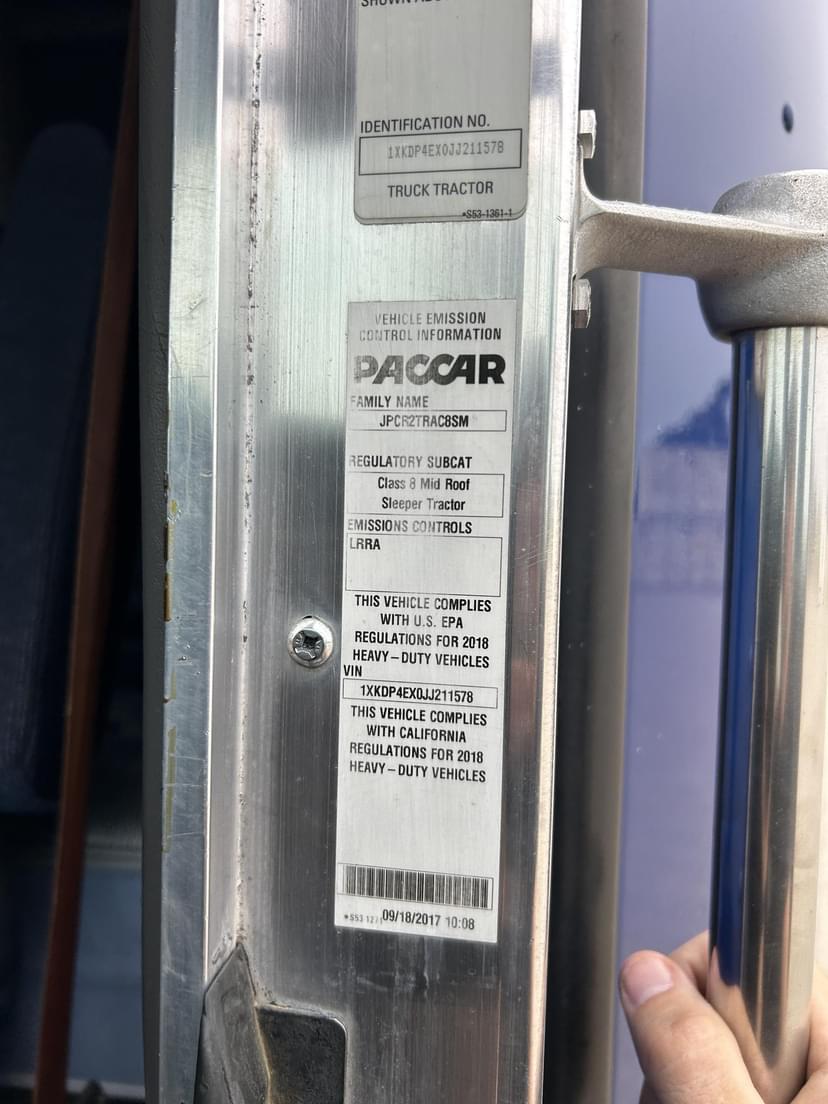 IDENTIFICATION NO.
1XKDP4EX0JJ211578
TRUCK TRACTOR
*S53-1361-1
VEHICLE EMISSION
CONTROL INFORMATION
PACCAR
FAMILY NAME
JPCR2TRAC8SM
REGULATORY SUBCAT
Class 8 Mid Roof
Sleeper Tractor
EMISSIONS CONTROLS
LRRA
THIS VEHICLE COMPLIES
WITH U.S. EPA
REGULATIONS FOR 2018
HEAVY-DUTY VEHICLES
VIN
1XKDP4EX0JJ211578
THIS VEHICLE COMPLIES
WITH CALIFORNIA
REGULATIONS FOR 2018
HEAVY-DUTY VEHICLES
*S53 127 09/18/2017 10:08